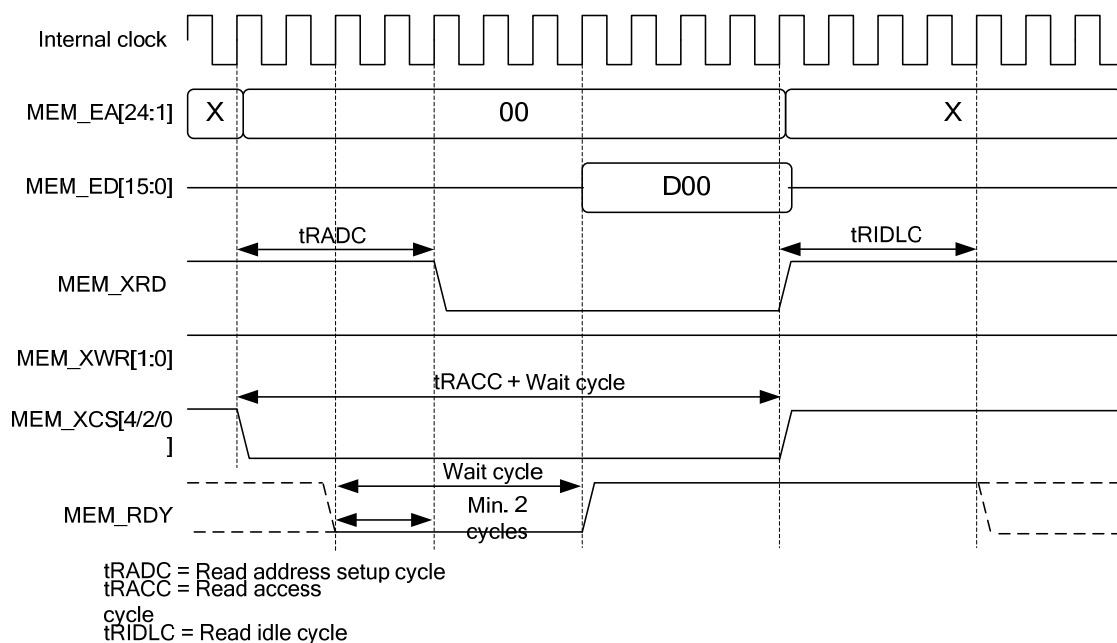 Internal clock
MEM_EA[24:1]
X
00
X
MEM_ED[15:0]
D00
tRADC
tRIDLC
MEM_XRD
MEM_XWR[1:0]
tRACC + Wait cycle
MEM_XCS[4/2/0
]
Wait cycle
MEM_RDY
Min. 2
cycles
tRADC = Read address setup cycle
tRACC = Read access
cycle
tRIDLC = Read idle cycle